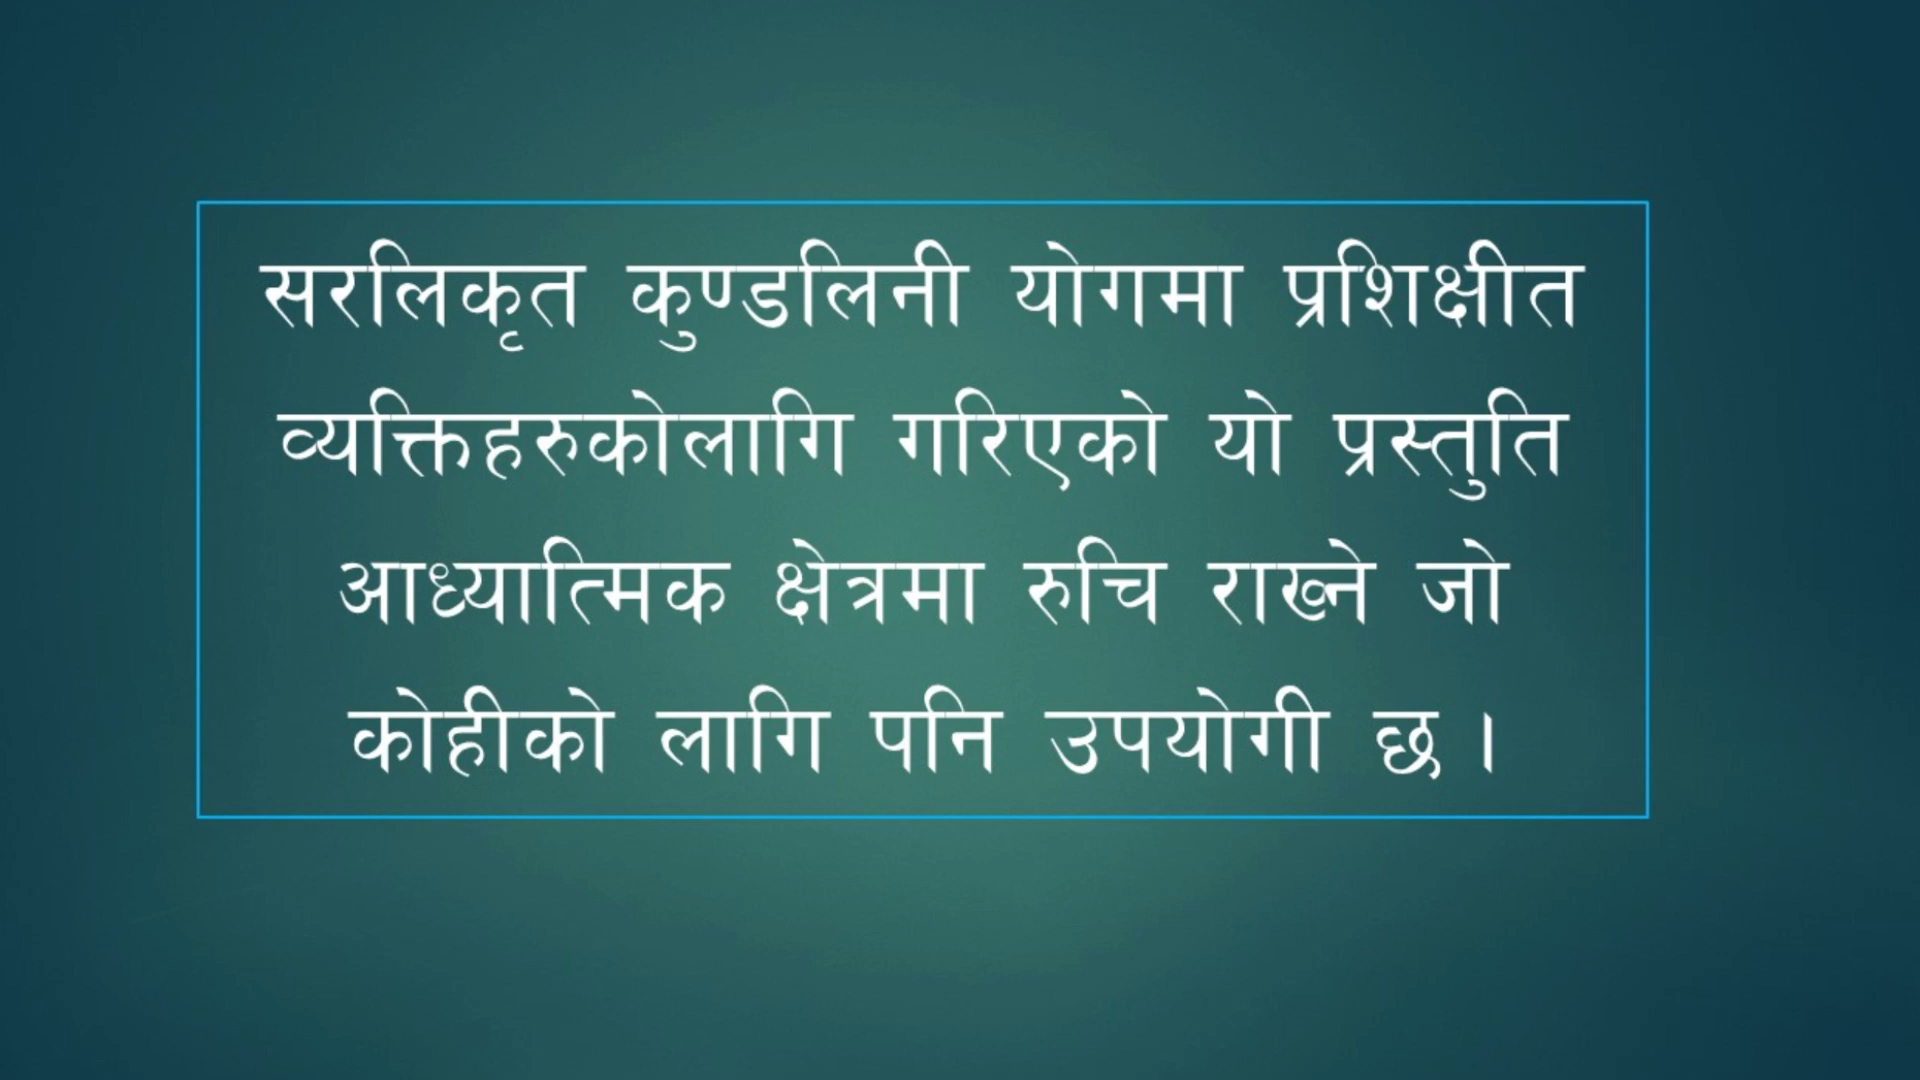 सरलिकृत कुण्डलिनी योगमा प्रशिक्षीत
व्यक्तिहरुकोलागि गरिएको यो प्रस्तुति
आध्यात्मिक क्षेत्रमा रुचि राख्ने जो
कोहीको लागि पनि उपयोगी छ ।